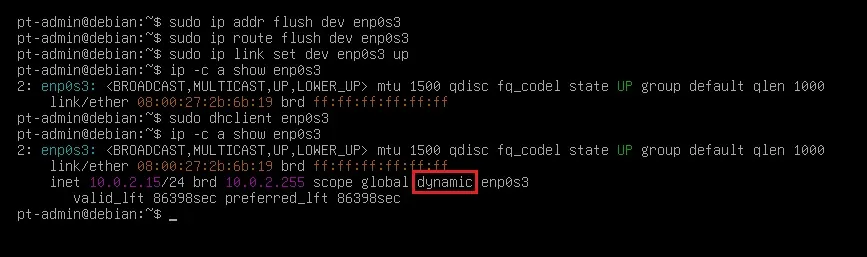 pt-admin@debian:~$ sudo ip addr flush dev enp0s3
pt-admin@debian:~$ sudo ip route flush dev enp0s3
pt-admin@debian:~$ sudo ip link set dev enp0s3 up
pt-admin@debian:~$ ip -c a show enp0s3
2: enp0s3: <BROADCAST,MULTICAST,UP,LOWER_UP> mtu 1500 qdisc fq_codel state UP group default qlen 1000
    link/ether 08:00:27:2b:6b:19 brd ff:ff:ff:ff:ff:ff
pt-admin@debian:~$ sudo dhclient enp0s3
pt-admin@debian:~$ ip -c a show enp0s3
2: enp0s3: <BROADCAST,MULTICAST,UP,LOWER_UP> mtu 1500 qdisc fq_codel state UP group default qlen 1000
    link/ether 08:00:27:2b:6b:19 brd ff:ff:ff:ff:ff:ff
    inet 10.0.2.15/24 brd 10.0.2.255 scope global dynamic enp0s3
       valid_lft 86398sec preferred_lft 86398sec
pt-admin@debian:~$ _